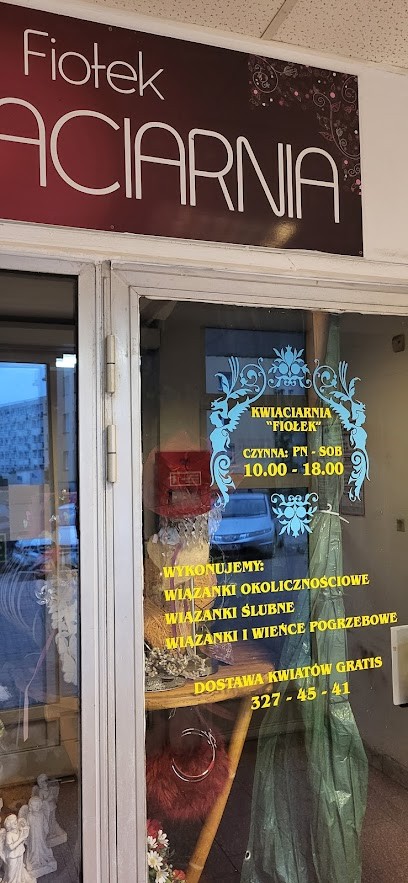 Fiołek
ACIARNIA
KWIACIARNIA
"FIOŁEK"
CZYNNA: PN - SOB
10.00 - 18.00
WYKONUJEMY:
WIĄZANKI OKOLICZNOŚCIOWE
WIĄZANKI ŚLUBNE
WIĄZANKI I WIEŃCE POGRZEBOWE
DOSTAWA KWIATÓW GRATIS
327 - 45 - 41